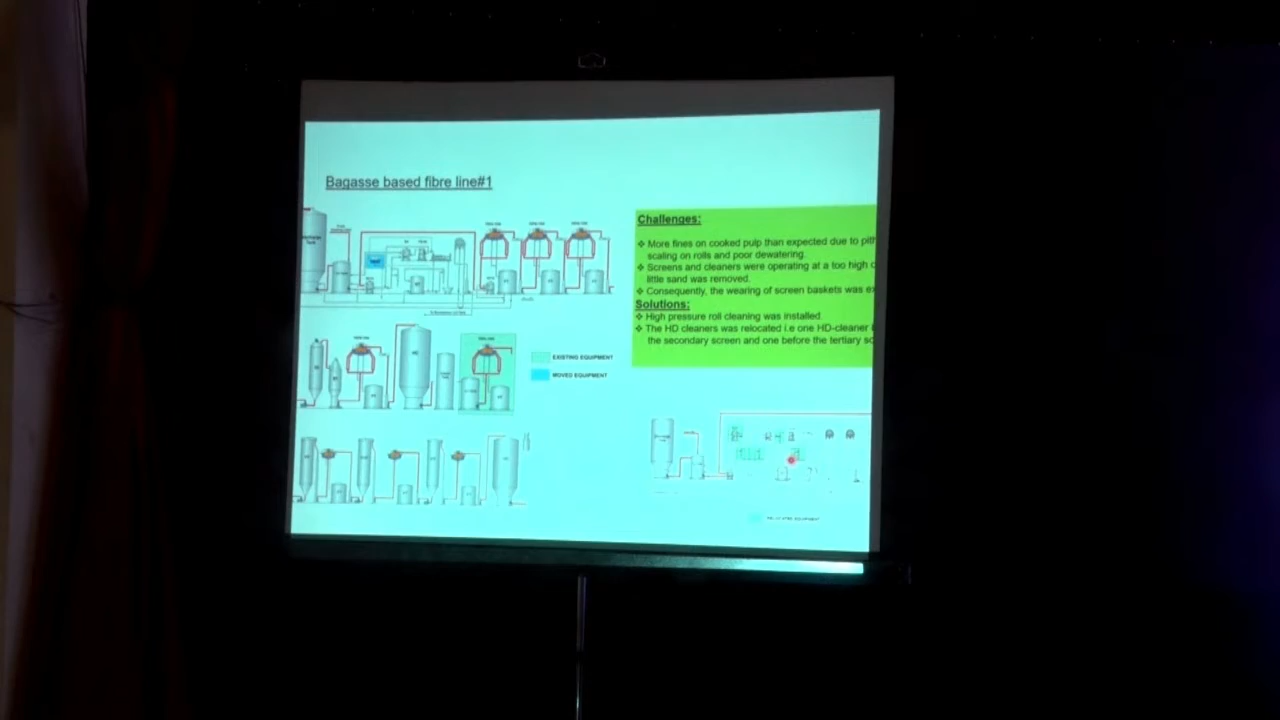 Bagasse based fibre line#1
Challenges:
❖ More fines on cooked pulp than expected due to pith
scaling on rolls and poor dewatering.
❖ Screens and cleaners were operating at a too high c
little sand was removed.
❖ Consequently, the wearing of screen baskets was ex
Solutions:
❖ High pressure roll cleaning was installed.
❖ The HD cleaners was relocated i.e one HD-cleaner
the secondary screen and one before the tertiary sc
EXISTING EQUIPMENT
MOVED EQUIPMENT